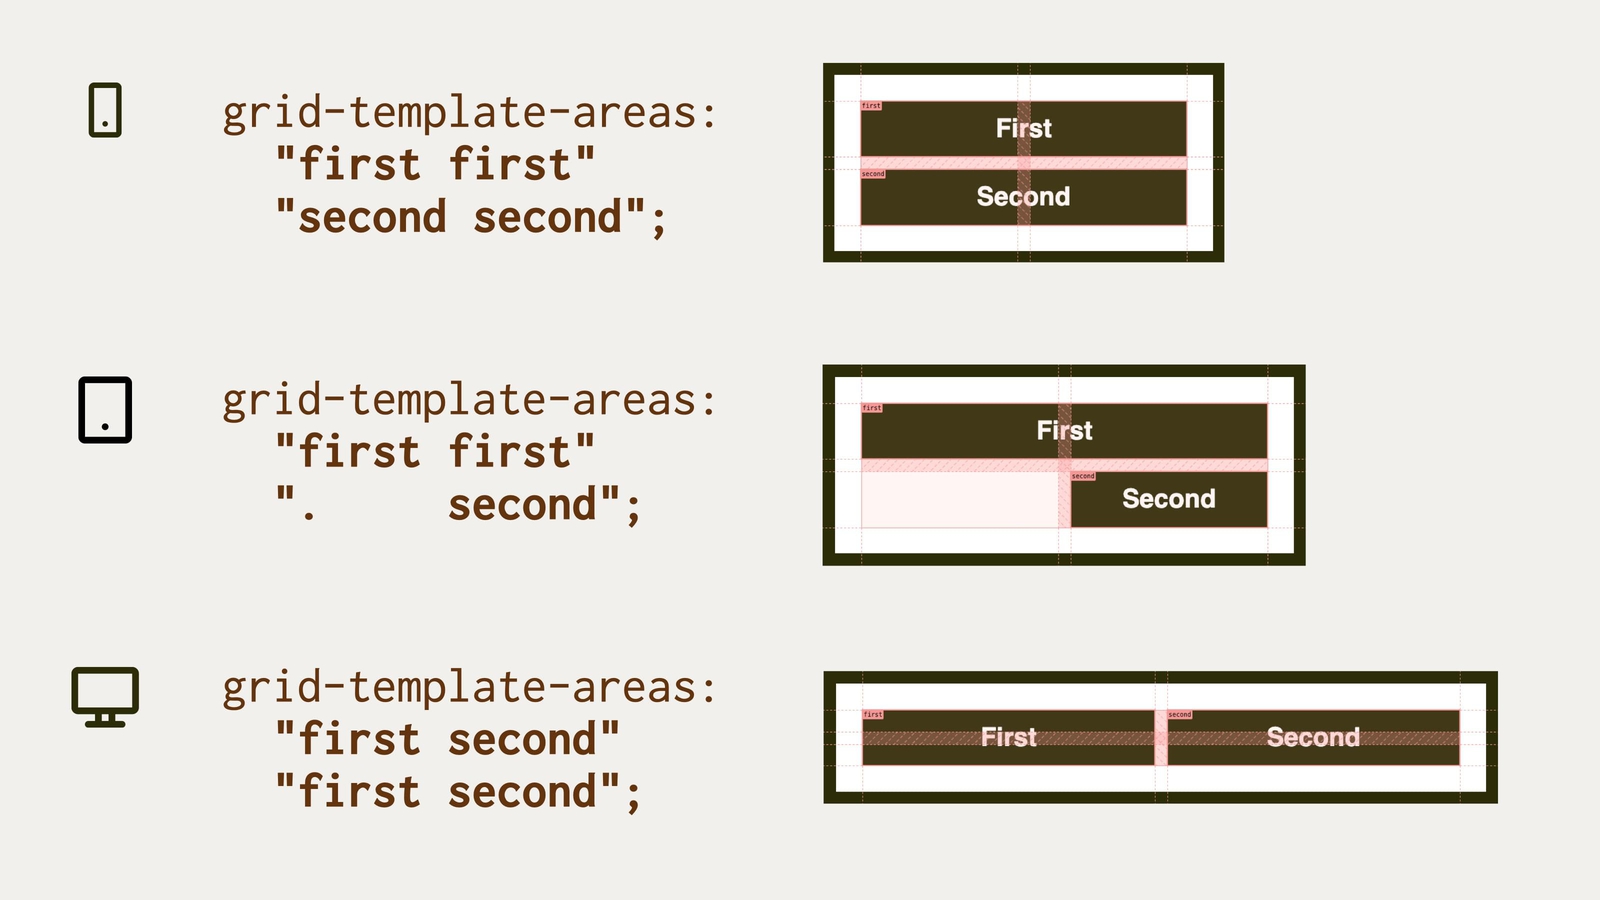 grid-template-areas:
"first first"
"second second";
first
First
second
Second
grid-template-areas:
"first first"
".     second";
first
First
second
Second
grid-template-areas:
"first second"
"first second";
first
First
second
Second